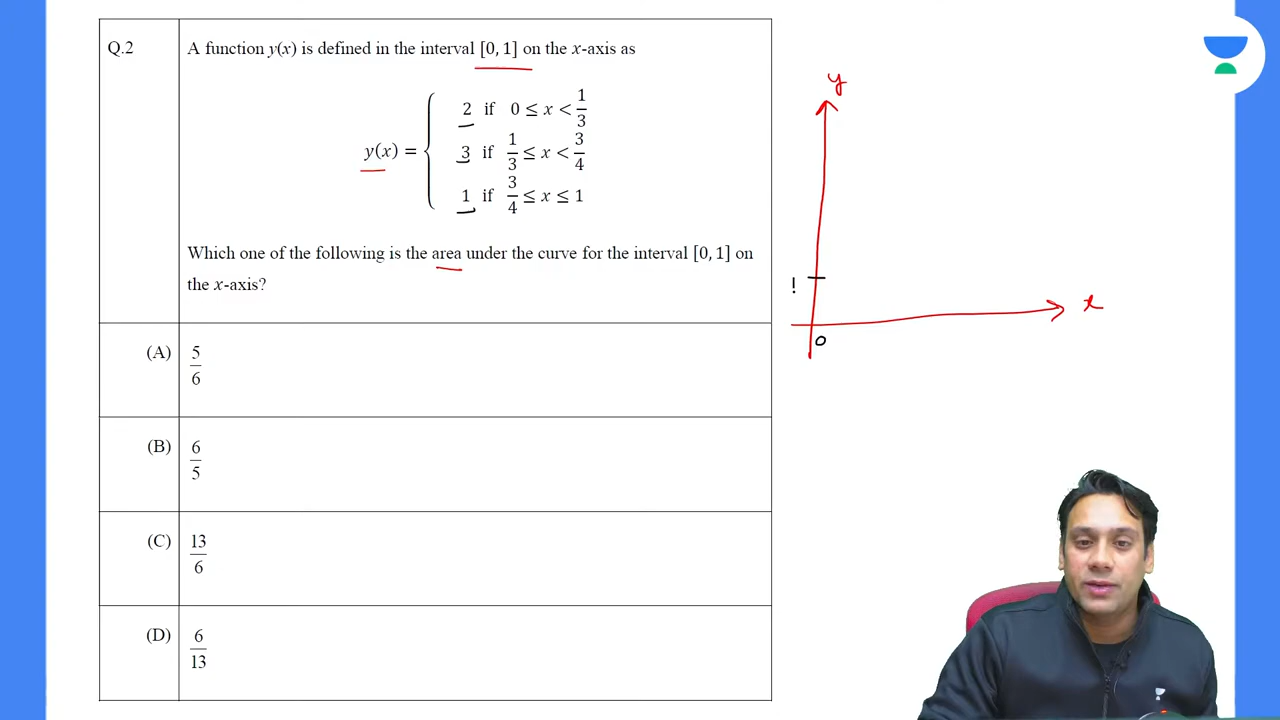 Q.2 A function y(x) is defined in the interval [0, 1] on the x-axis as
y(x) = { 2 if 0 ≤ x < 1/3
3 if 1/3 ≤ x < 3/4
1 if 3/4 ≤ x ≤ 1
Which one of the following is the area under the curve for the interval [0, 1] on
the x-axis?
(A) 5/6
(B) 6/5
(C) 13/6
(D) 6/13
y
1
x
0